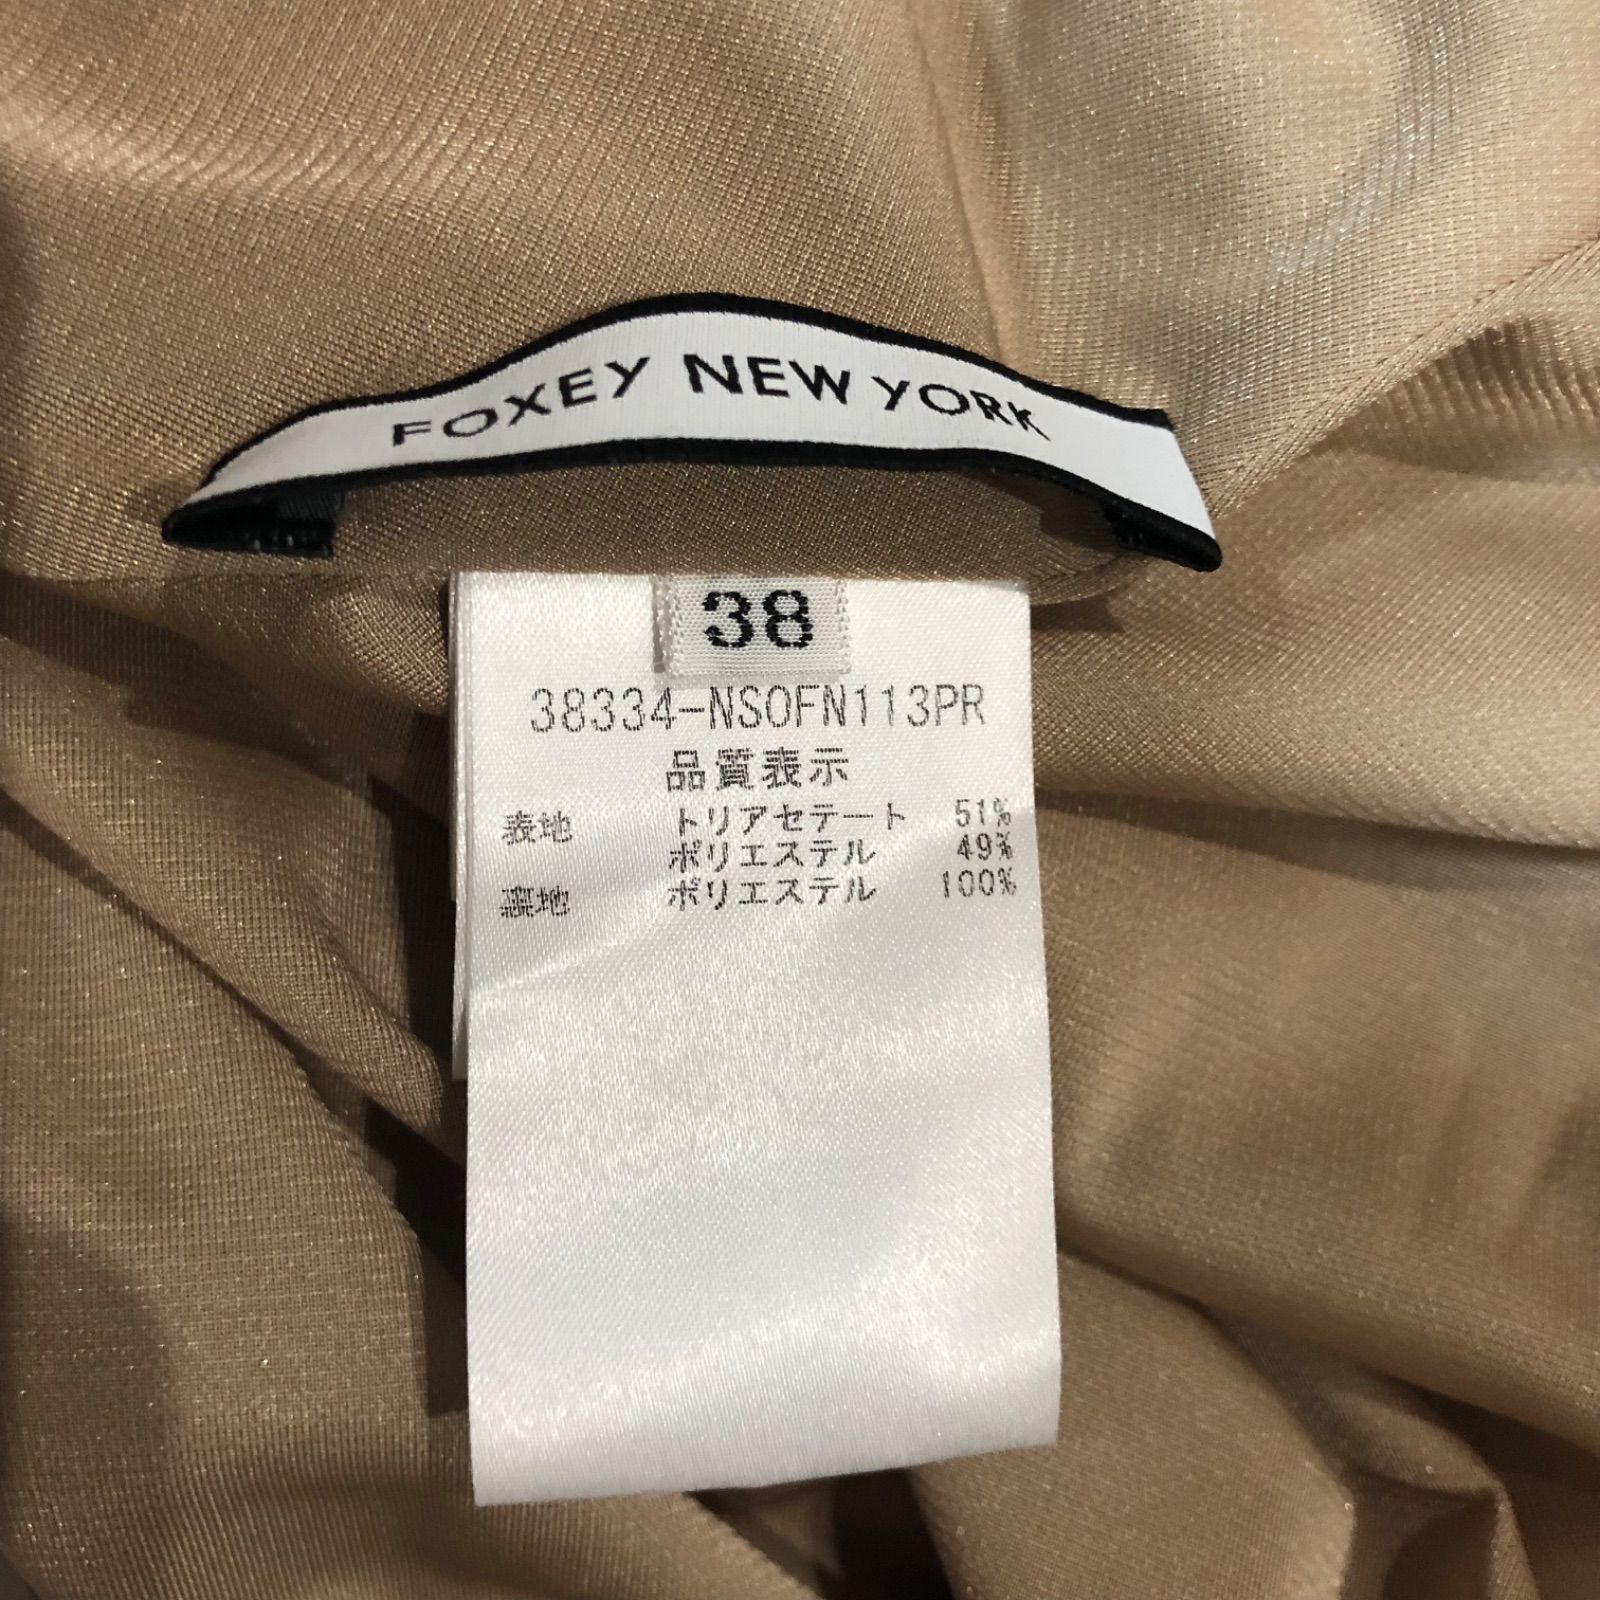 FOXEY NEW YORK
38
38334-NSOFN113PR
品質表示
表地 トリアセテート 51%
ポリエステル 49%
裏地 ポリエステル 100%